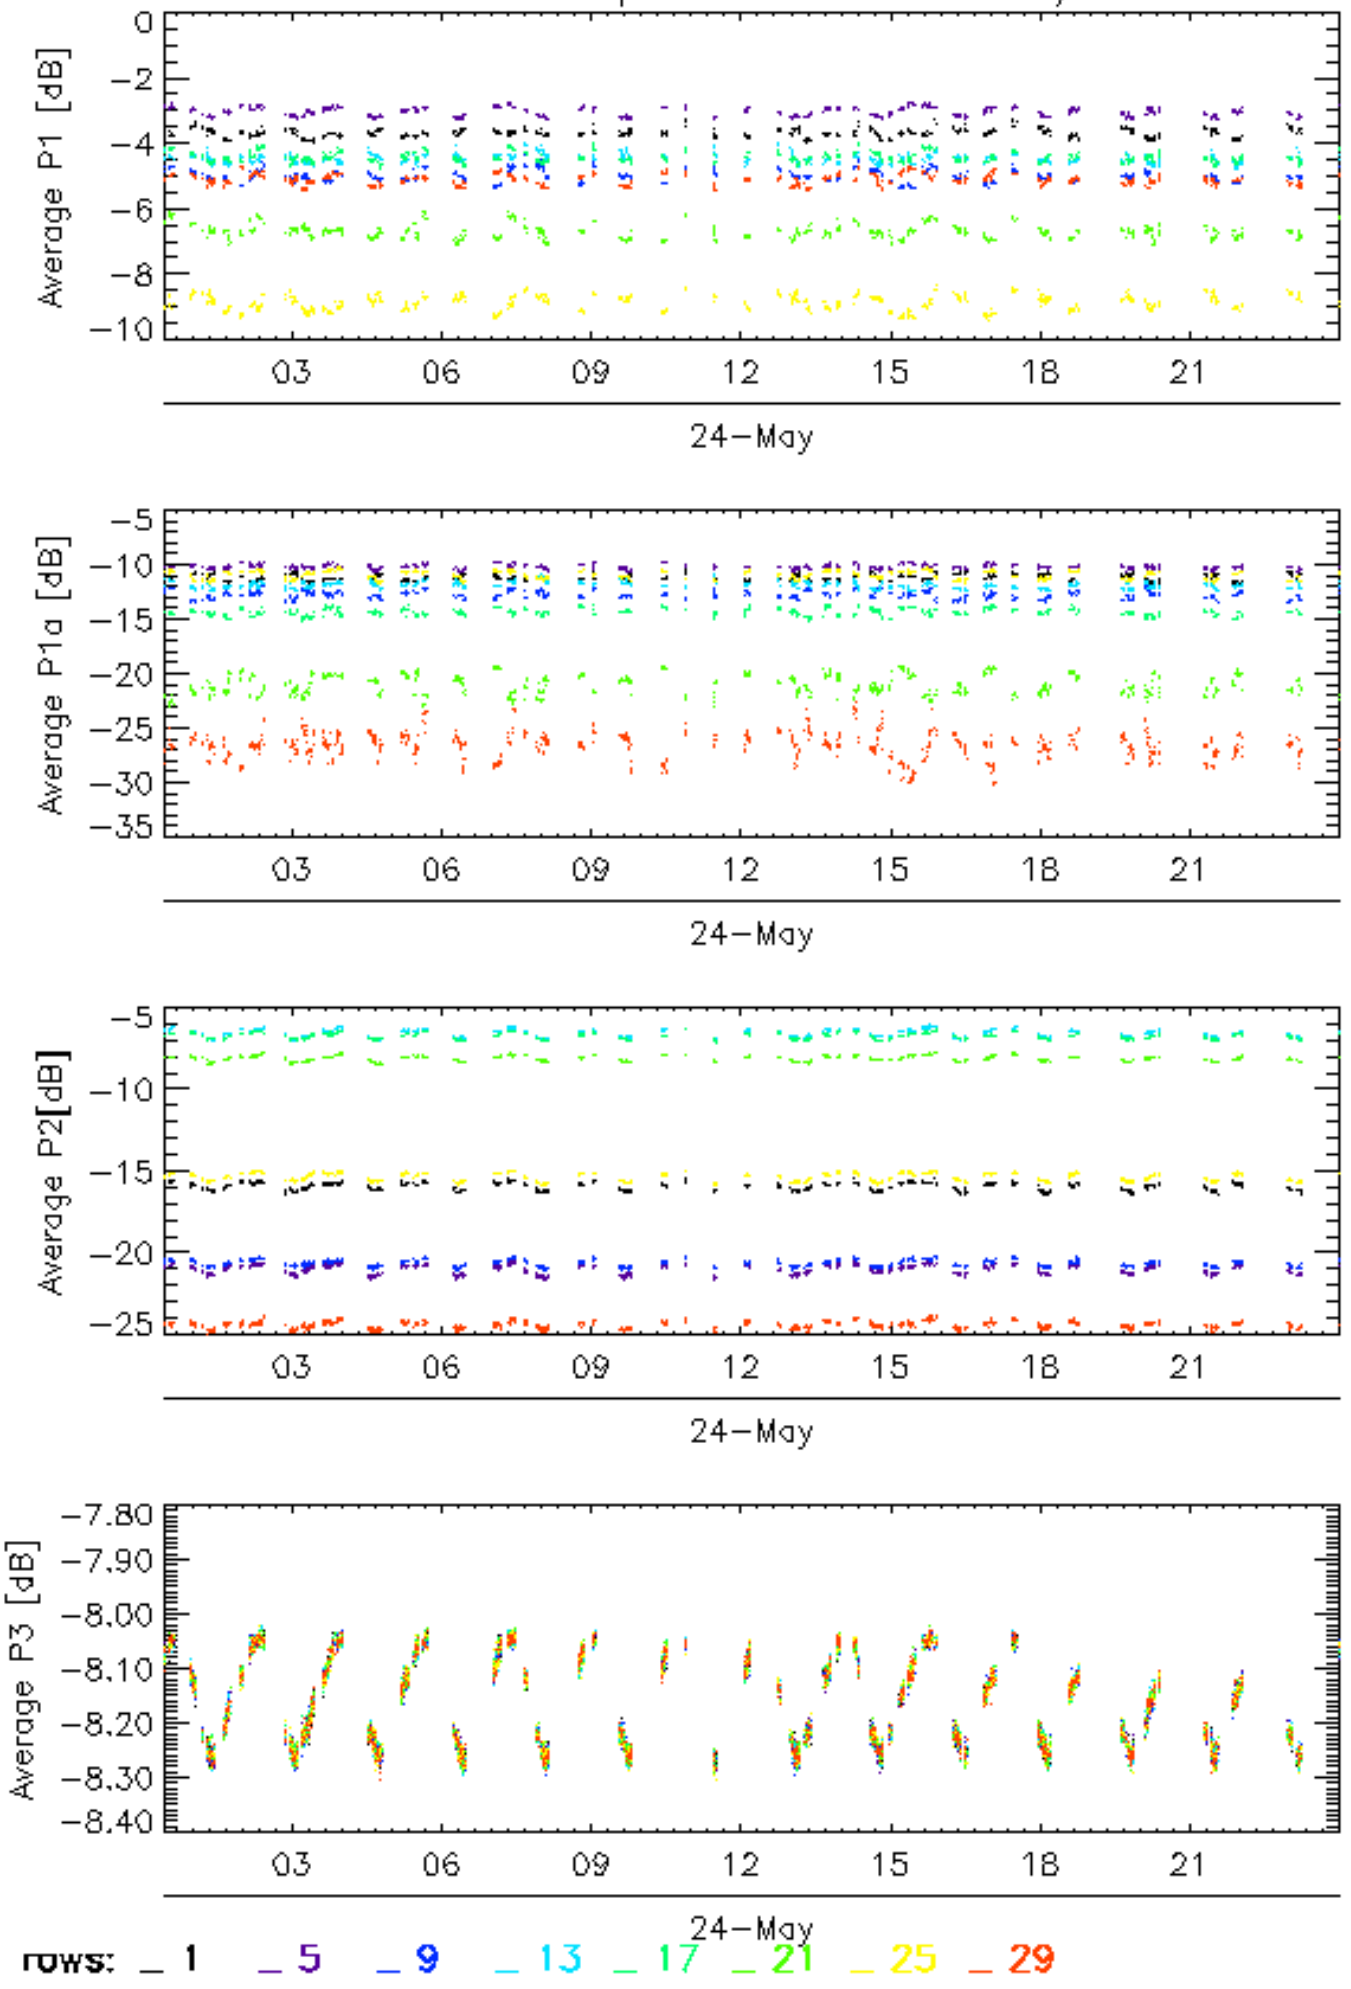 0
Average P1 [dB]
−2
−4
−6
−8
−10
03 06 09 12 15 18 21
24−May
−5
Average P1a [dB]
−10
−15
−20
−25
−30
−35
03 06 09 12 15 18 21
24−May
−5
Average P2[dB]
−10
−15
−20
−25
03 06 09 12 15 18 21
24−May
−7.80
Average P3 [dB]
−7.90
−8.00
−8.10
−8.20
−8.30
−8.40
03 06 09 12 15 18 21
24−May
rows: _ 1 _ 5 _ 9 _ 13 _ 17 _ 21 _ 25 _ 29